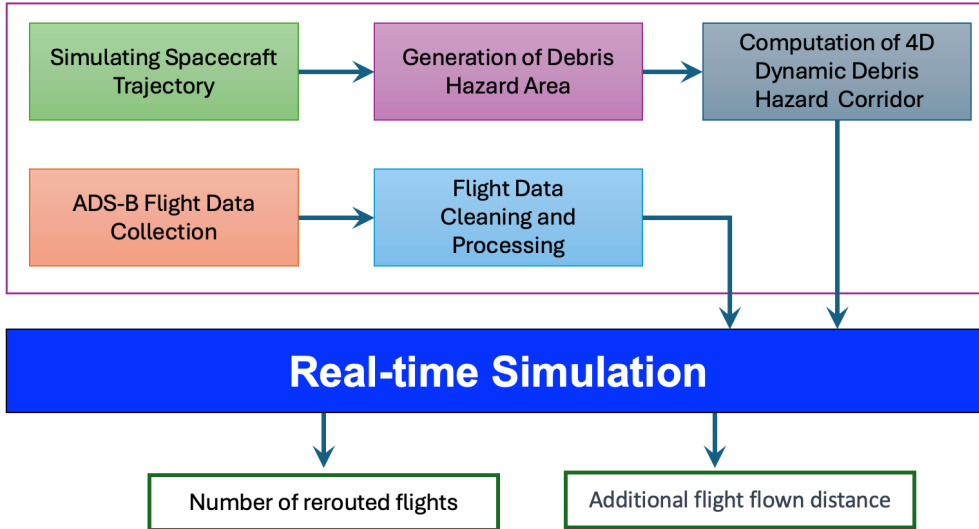 Simulating Spacecraft
Trajectory
Generation of Debris
Hazard Area
Computation of 4D
Dynamic Debris
Hazard Corridor
ADS-B Flight Data
Collection
Flight Data
Cleaning and
Processing
Real-time Simulation
Number of rerouted flights
Additional flight flown distance